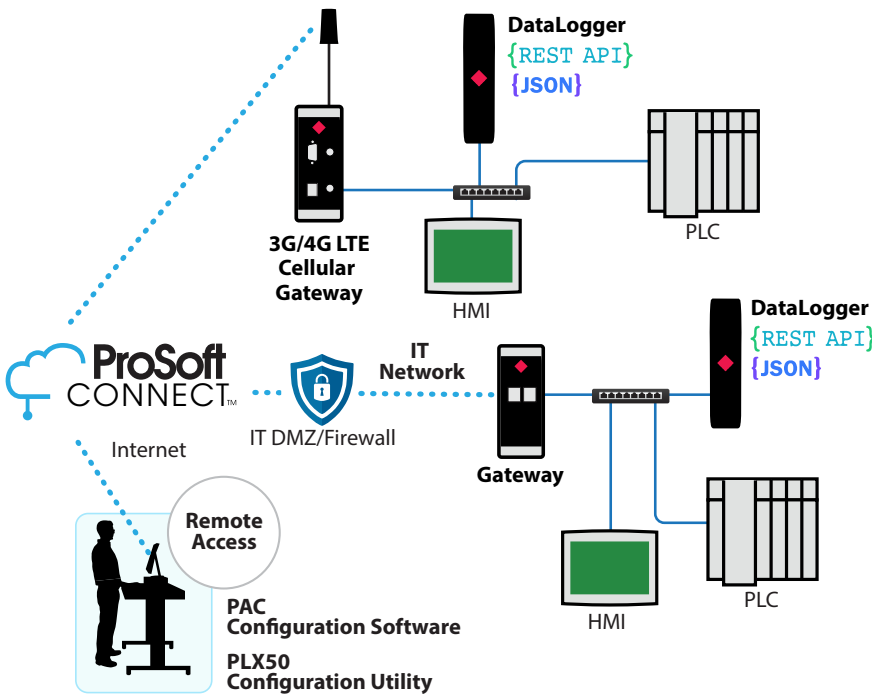 DataLogger
{REST API}
{JSON}
3G/4G LTE
Cellular
Gateway
HMI
PLC
ProSoft
CONNECT™
Internet
IT DMZ/Firewall
IT
Network
Gateway
DataLogger
{REST API}
{JSON}
HMI
PLC
Remote
Access
PAC
Configuration Software
PLX50
Configuration Utility